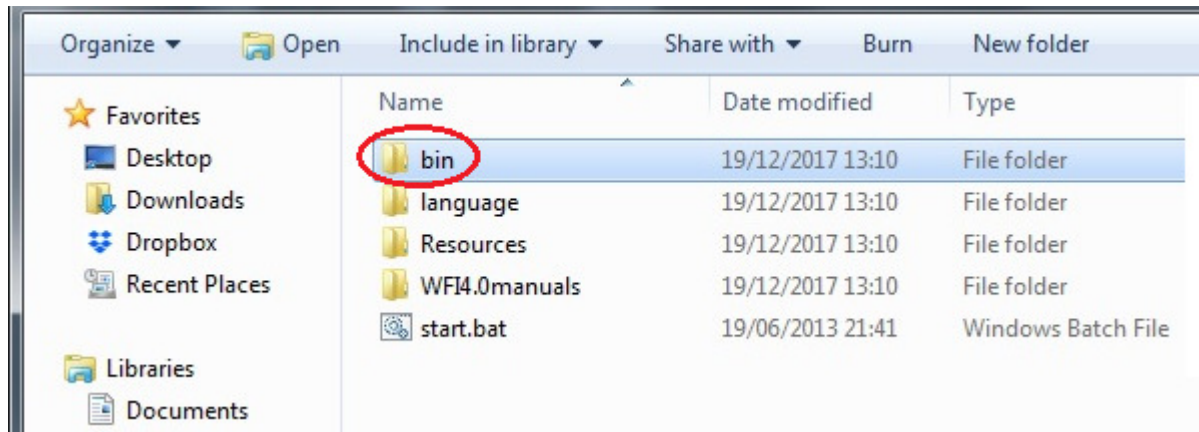 Organize Open Include in library Share with Burn New folder
Favorites
Desktop
Downloads
Dropbox
Recent Places
Libraries
Documents
Name Date modified Type
bin 19/12/2017 13:10 File folder
language 19/12/2017 13:10 File folder
Resources 19/12/2017 13:10 File folder
WFI4.0manuals 19/12/2017 13:10 File folder
start.bat 19/06/2013 21:41 Windows Batch File